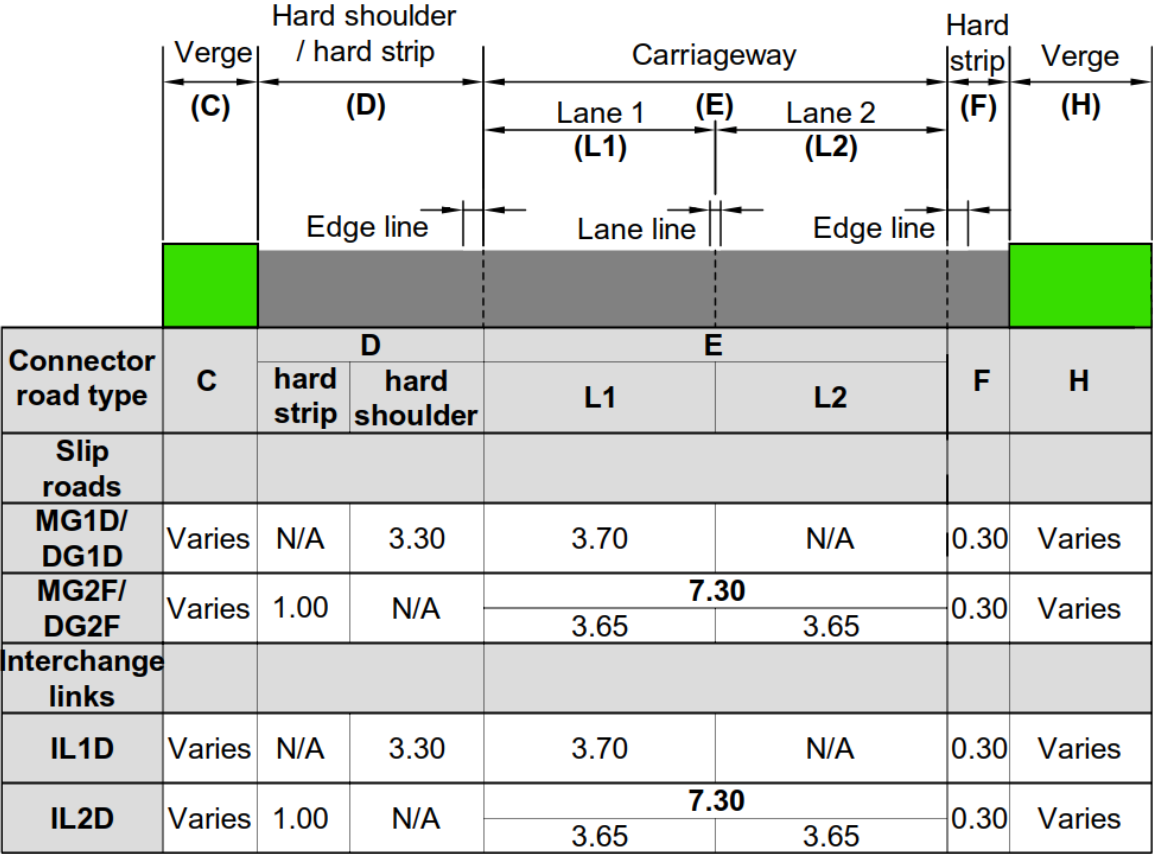 Hard shoulder
/ hard strip
Verge
Carriageway
Hard
strip
Verge
(C)
(D)
(E)
(F)
(H)
Lane 1
(L1)
Lane 2
(L2)
Edge line
Lane line
Edge line
Connector
road type
C
D
hard
strip
hard
shoulder
E
L1
L2
F
H
Slip
roads
MG1D/
DG1D
Varies
N/A
3.30
3.70
N/A
0.30
Varies
MG2F/
DG2F
Varies
1.00
N/A
7.30
3.65
3.65
0.30
Varies
Interchange
links
IL1D
Varies
N/A
3.30
3.70
N/A
0.30
Varies
IL2D
Varies
1.00
N/A
7.30
3.65
3.65
0.30
Varies